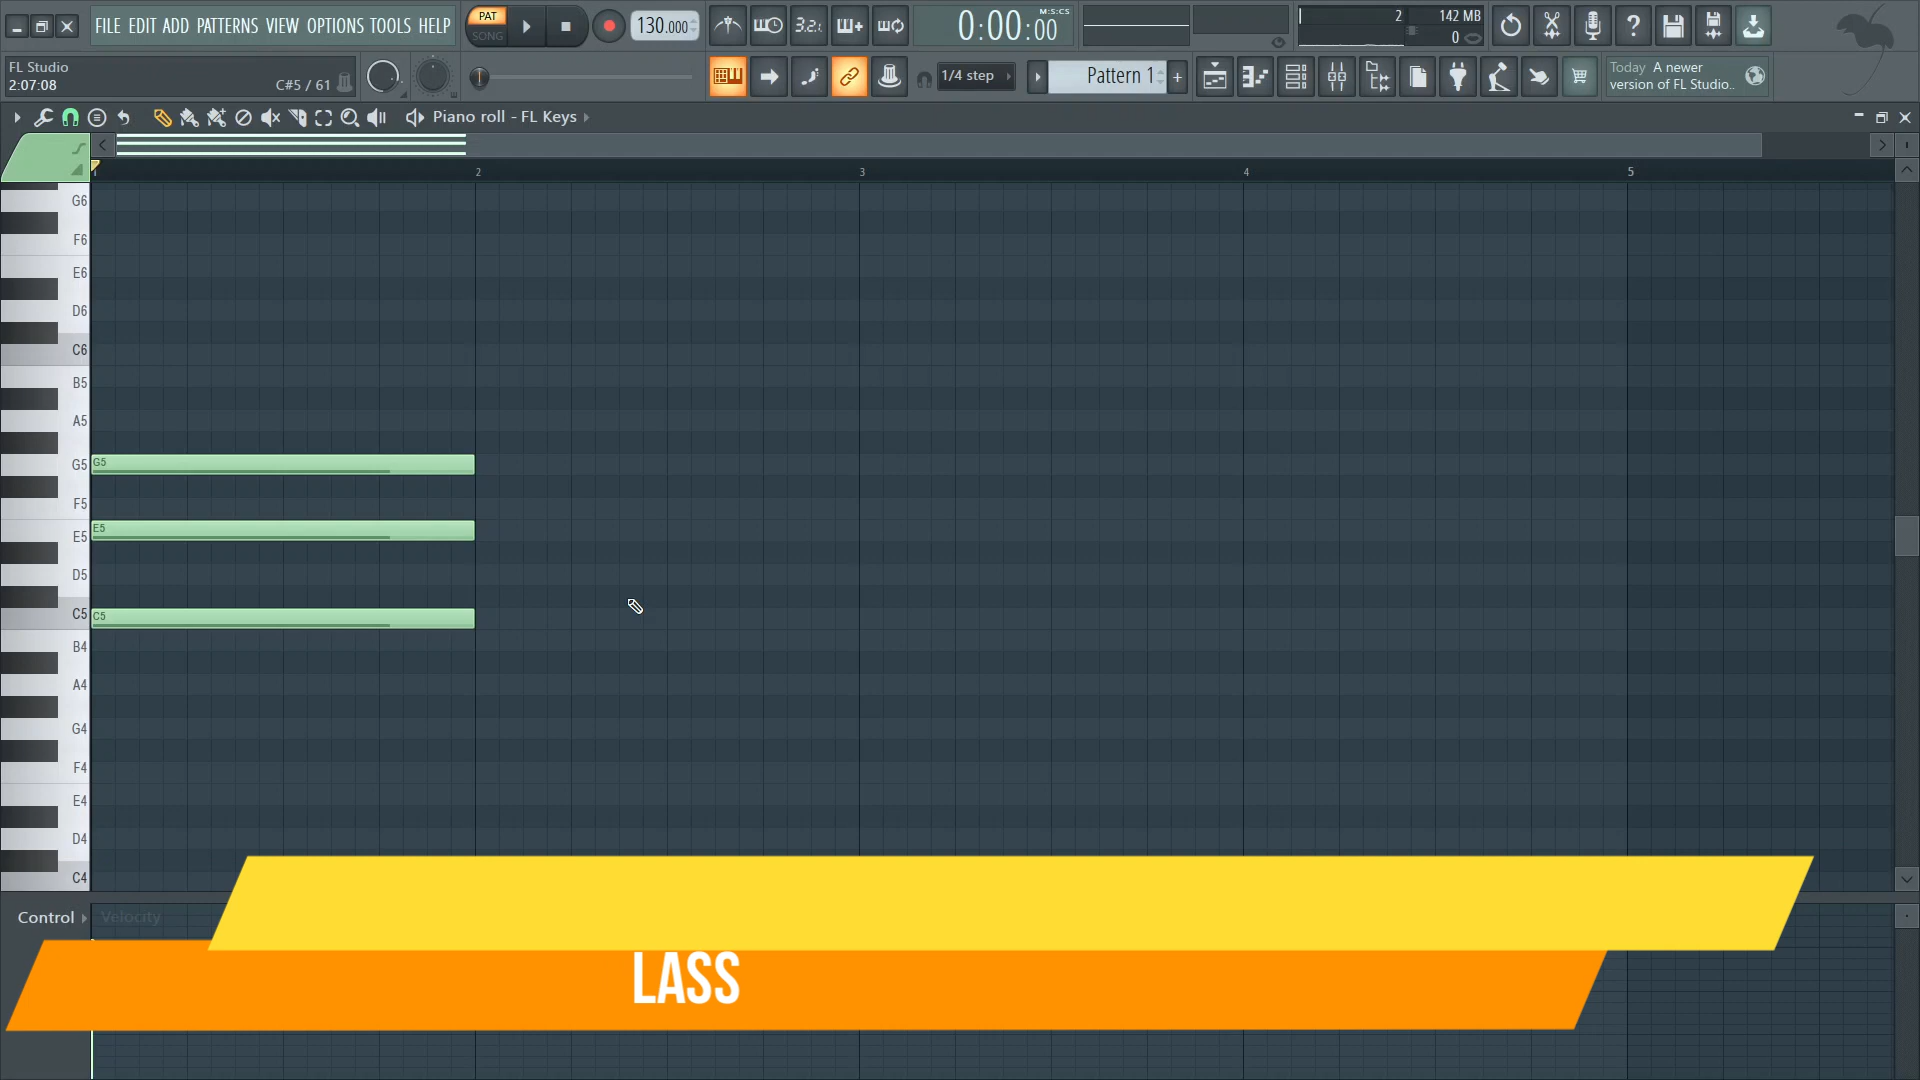 FILE EDIT ADD PATTERNS VIEW OPTIONS TOOLS HELP
PAT
SONG
130.000
3.2.
M:S:CS
0:00:00
2
142 MB
0
FL Studio
2:07:08
C#5 / 61
1/4 step
Pattern 1
+
Today A newer
version of FL Studio..
Piano roll - FL Keys
2 3 4 5
G6
F6
E6
D6
C6
B5
A5
G5 G5
F5
E5 E5
D5
C5 C5
B4
A4
G4
F4
E4
D4
C4
Control Velocity
LASS